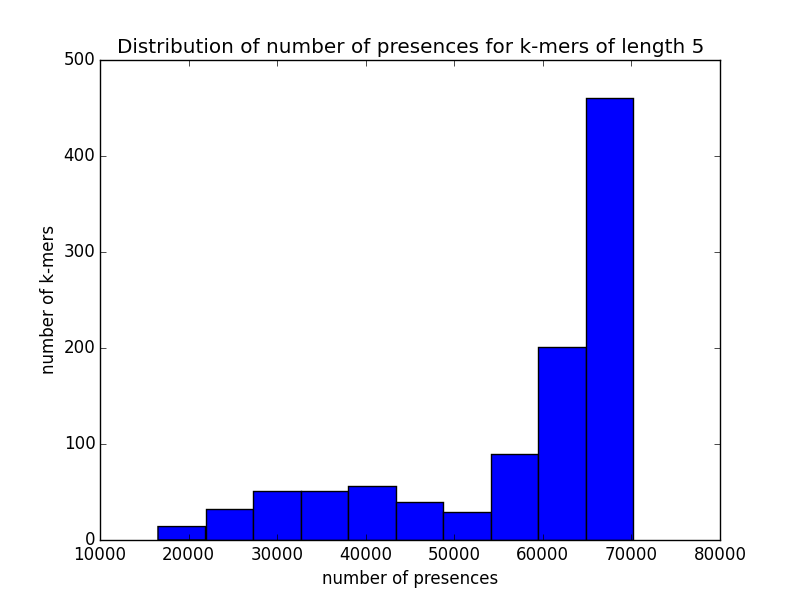 Distribution of number of presences for k-mers of length 5
500
400
300
200
100
0
number of k-mers
10000 20000 30000 40000 50000 60000 70000 80000
number of presences